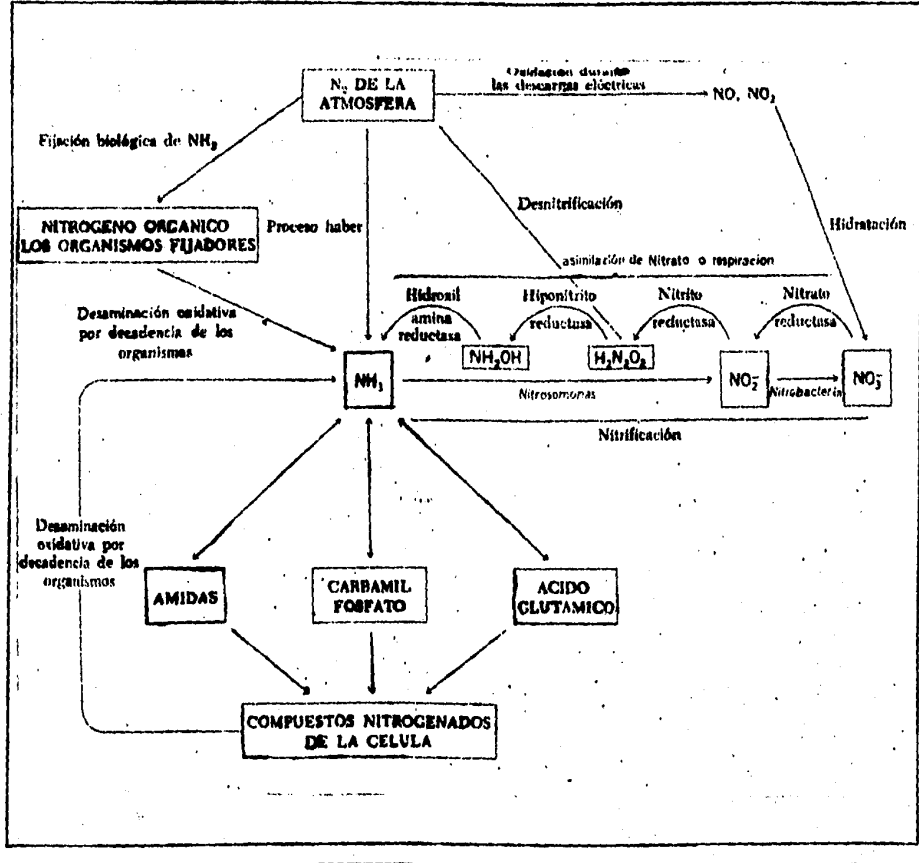 N₂ DE LA
ATMOSFERA
Oxidación durante
las descargas eléctricas
NO, NO₂
Fijación biológica de NH₃
NITROGENO ORGANICO
LOS ORGANISMOS FIJADORES
Proceso haber
Desnitrificación
Hidratación
asimilación de Nitrato o respiracion
Desaminación oxidativa
por decadencia de los
organismos
Hidroxil
amina
reductasa
Hiponitrito
reductasa
Nitrito
reductasa
Nitrato
reductasa
NH₂OH
H₂N₂O₂
NH₃
Nitrosomonas
NO₂⁻
Nitrobacteria
NO₃⁻
Nitrificación
Desaminación
oxidativa por
decadencia de los
organismos
AMIDAS
CARBAMIL
FOSFATO
ACIDO
GLUTAMICO
COMPUESTOS NITROGENADOS
DE LA CELULA